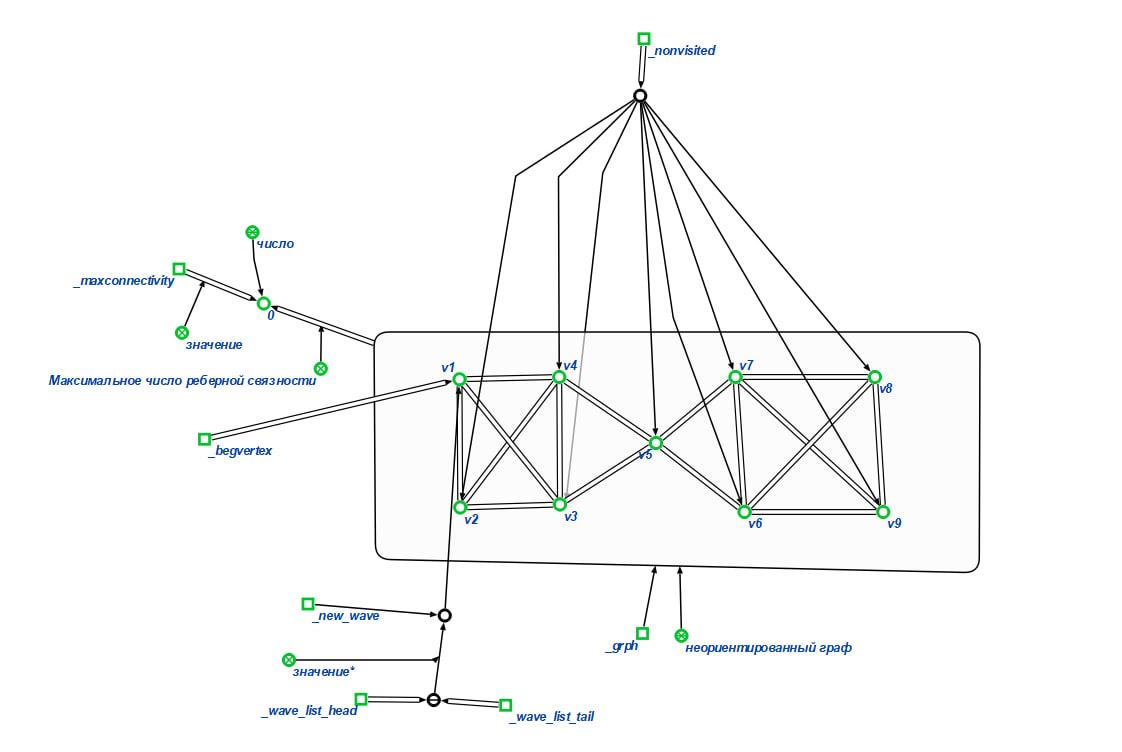 _nonvisited
число
_maxconnectivity
0
значение
Максимальное число реберной связности
v1
v4
v7
v8
_begvertex
v5
v2
v3
v6
v9
_new_wave
_grph
неориентированный граф
значение*
_wave_list_head
_wave_list_tail